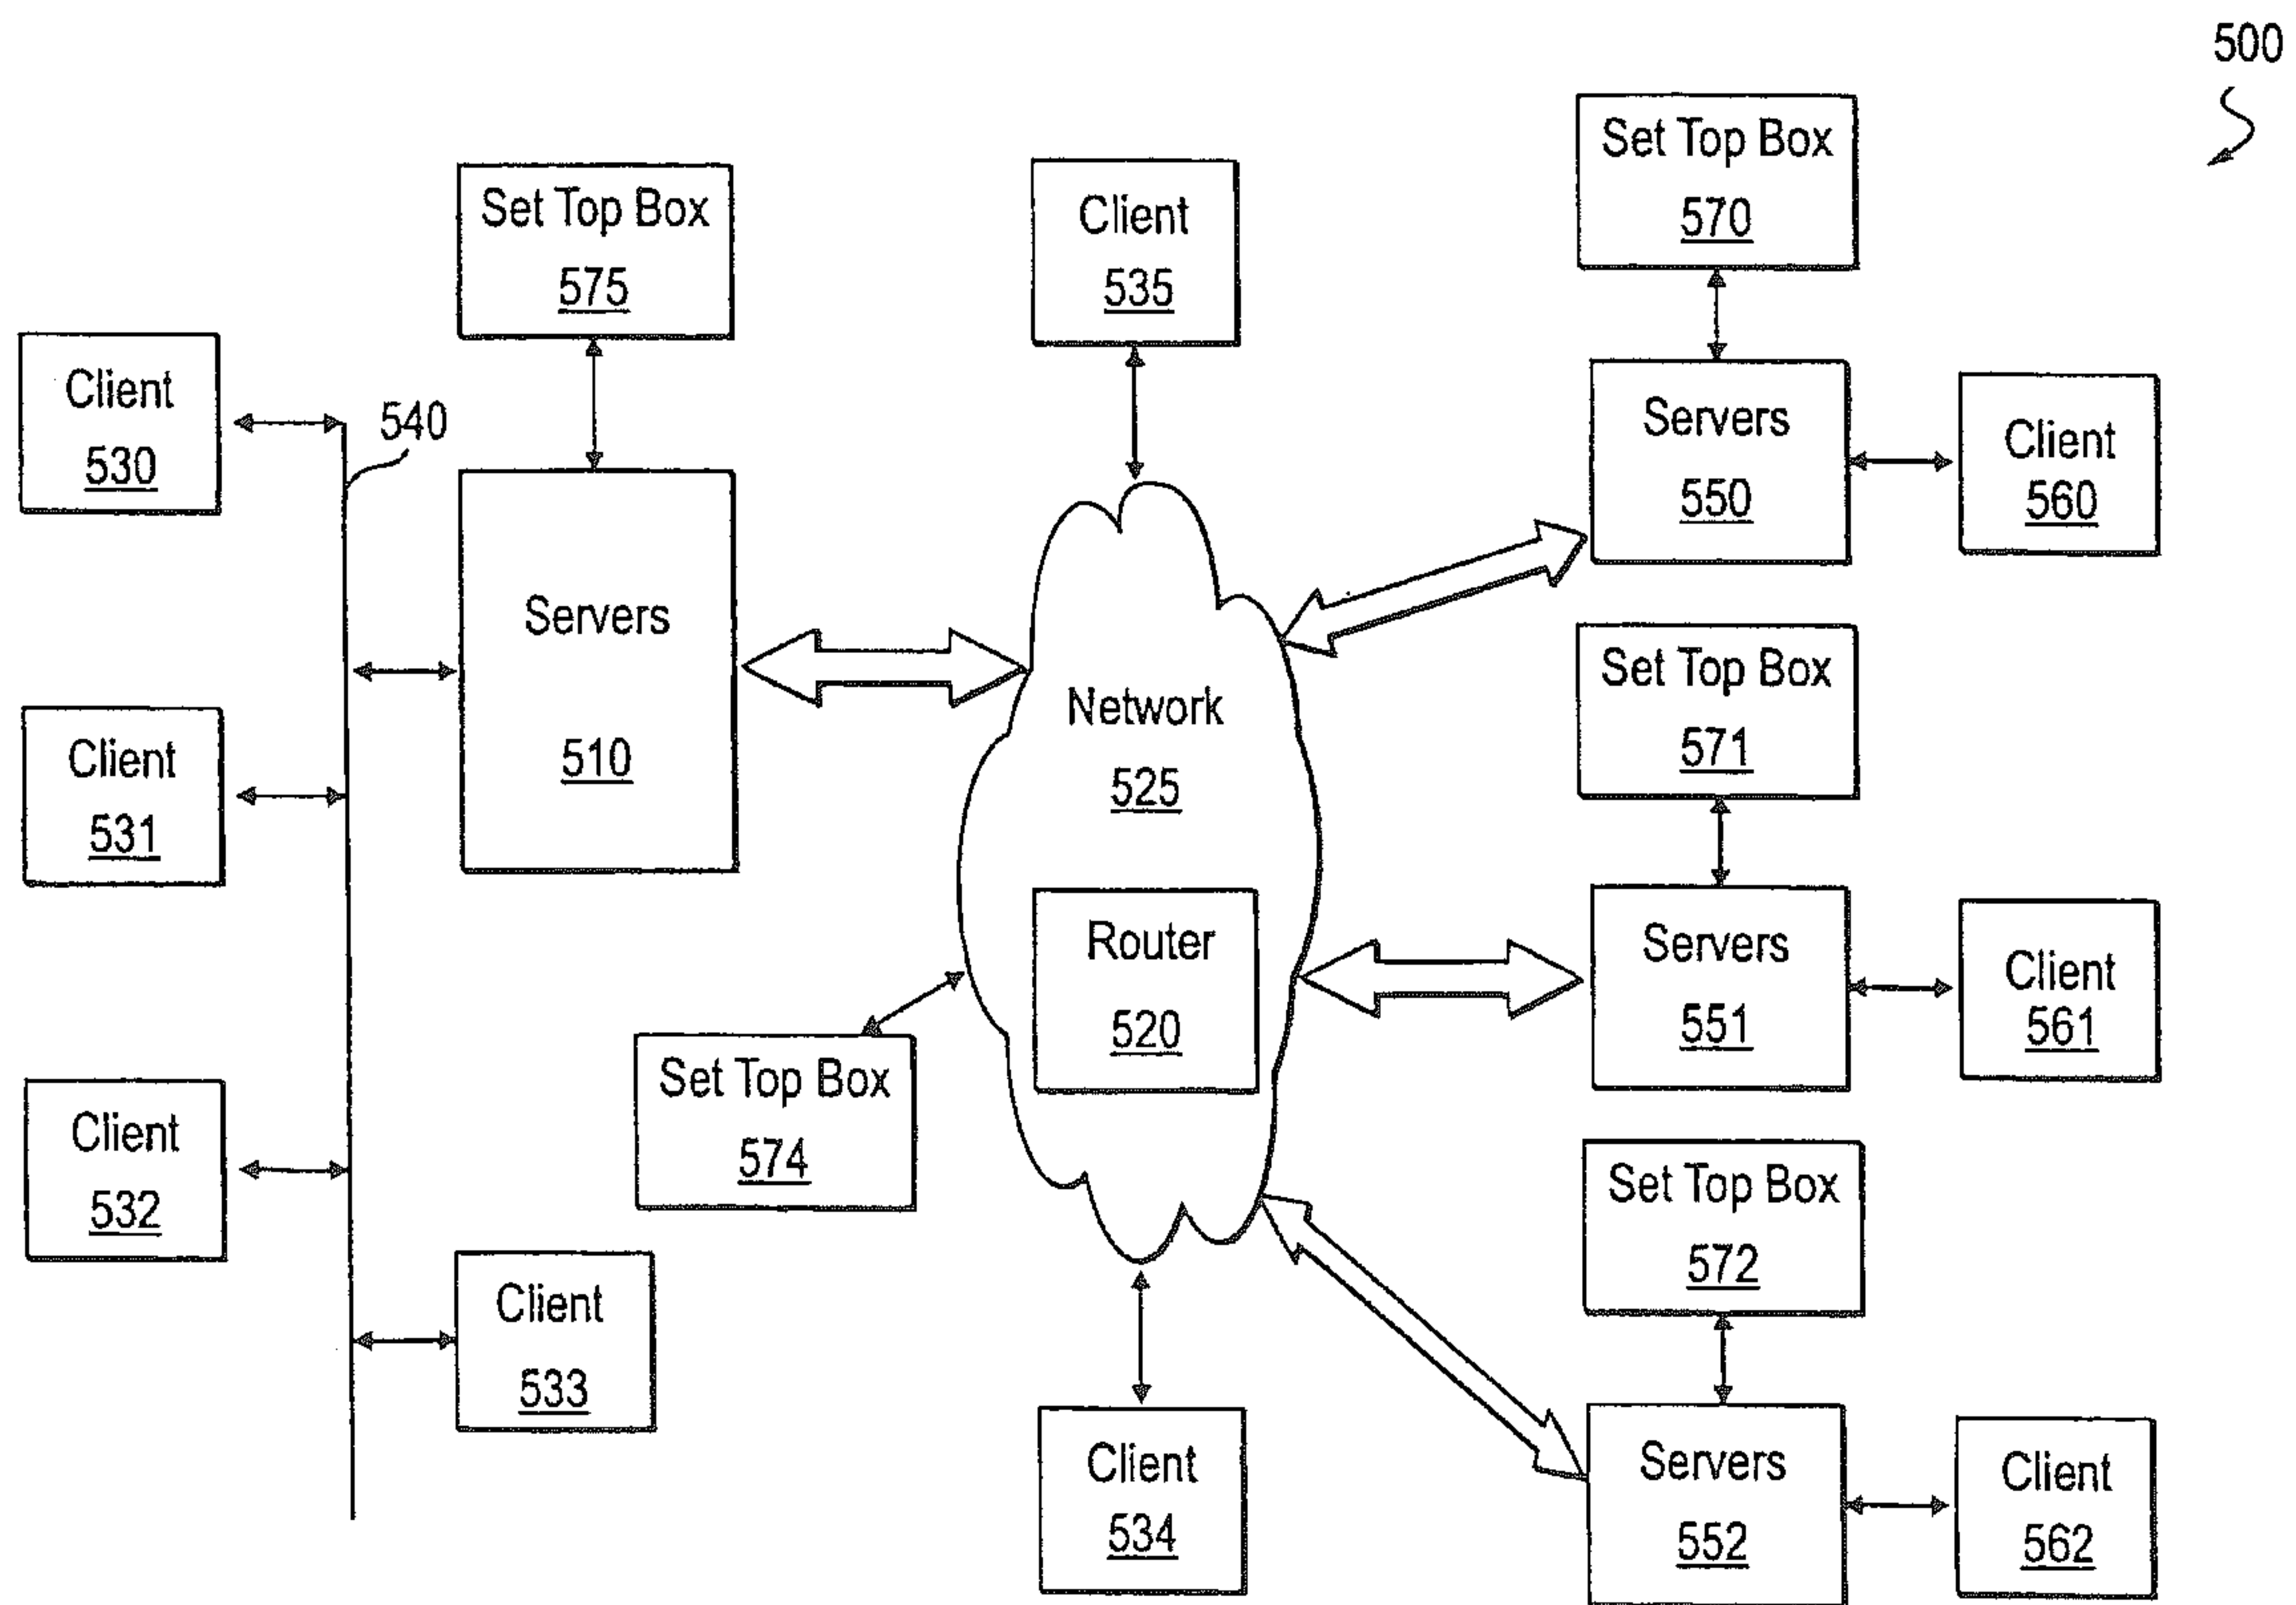 500
Set Top Box
570
Set Top Box
575
Client
535
Client
530
540
Servers
550
Client
560
Servers
510
Set Top Box
571
Network
525
Client
531
Router
520
Servers
551
Client
561
Set Top Box
574
Client
532
Set Top Box
572
Client
533
Client
534
Servers
552
Client
562